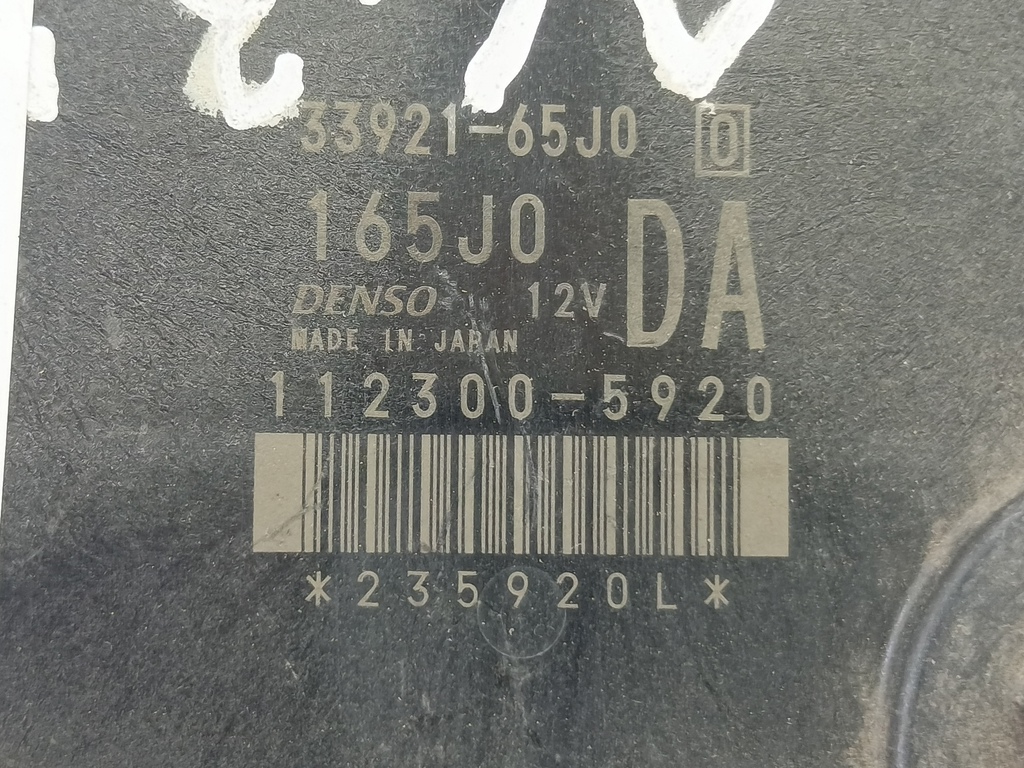 33921-65J0 0
165J0 DA
DENSO 12V
MADE IN JAPAN
112300-5920
*235920L*